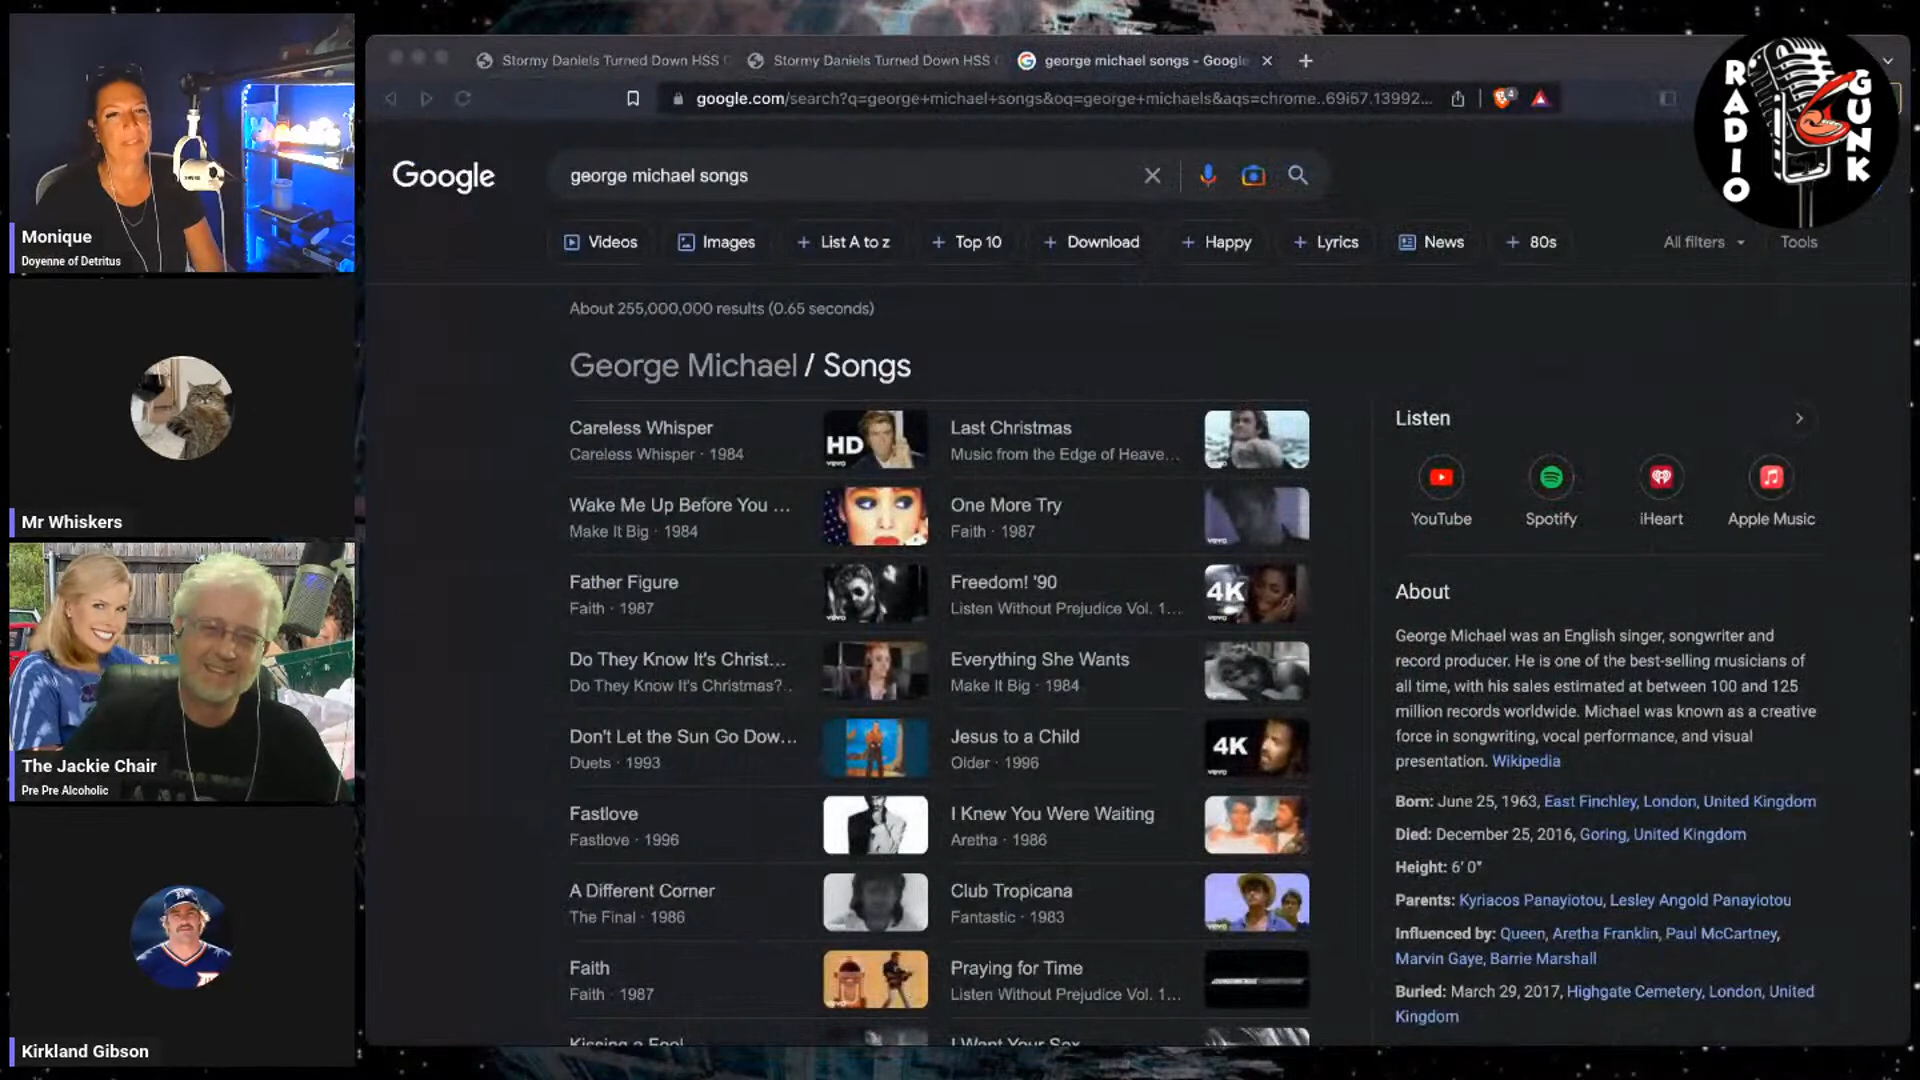 Monique
Doyenne of Detritus
Mr Whiskers
The Jackie Chair
Pre Pre Alcoholic
Kirkland Gibson
Stormy Daniels Turned Down HSS
Stormy Daniels Turned Down HSS
george michael songs - Google
google.com/search?q=george+michael+songs&oq=george+michaels&aqs=chrome..69i57.13992...
4
RADIO
GUNK
Google
george michael songs
Videos
Images
+ List A to z
+ Top 10
+ Download
+ Happy
+ Lyrics
News
+ 80s
All filters
Tools
About 255,000,000 results (0.65 seconds)
George Michael / Songs
Careless Whisper
Careless Whisper · 1984
HD
vevo
Last Christmas
Music from the Edge of Heave...
vevo
Wake Me Up Before You ...
Make It Big · 1984
One More Try
Faith · 1987
vevo
Father Figure
Faith · 1987
vevo
Freedom! '90
Listen Without Prejudice Vol. 1...
4K
vevo
Do They Know It's Christ...
Do They Know It's Christmas?..
Everything She Wants
Make It Big · 1984
Don't Let the Sun Go Dow...
Duets · 1993
Jesus to a Child
Older · 1996
4K
vevo
Fastlove
Fastlove · 1996
I Knew You Were Waiting
Aretha · 1986
A Different Corner
The Final · 1986
Club Tropicana
Fantastic · 1983
Faith
Faith · 1987
Praying for Time
Listen Without Prejudice Vol. 1...
Kissing a Fool
I Want Your Sex
Listen
YouTube
Spotify
iHeart
Apple Music
About
George Michael was an English singer, songwriter and
record producer. He is one of the best-selling musicians of
all time, with his sales estimated at between 100 and 125
million records worldwide. Michael was known as a creative
force in songwriting, vocal performance, and visual
presentation. Wikipedia
Born: June 25, 1963, East Finchley, London, United Kingdom
Died: December 25, 2016, Goring, United Kingdom
Height: 6′ 0″
Parents: Kyriacos Panayiotou, Lesley Angold Panayiotou
Influenced by: Queen, Aretha Franklin, Paul McCartney,
Marvin Gaye, Barrie Marshall
Buried: March 29, 2017, Highgate Cemetery, London, United
Kingdom